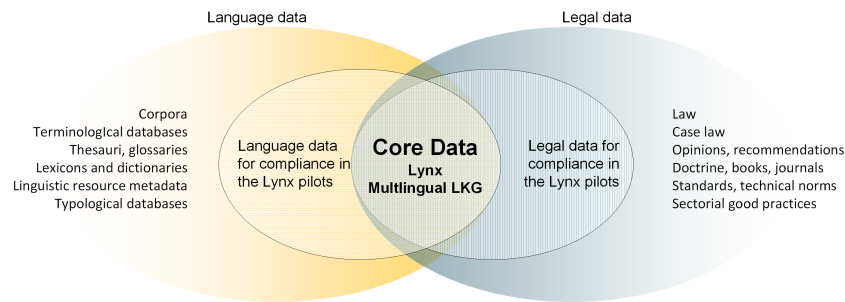 Language data
Legal data
Corpora
Terminologlcal databases
Thesauri, glossaries
Lexicons and dictionaries
Linguistic resource metadata
Typological databases
Language data
for compliance in
the Lynx pilots
Core Data
Lynx
Multlingual LKG
Legal data for
compliance in
the Lynx pilots
Law
Case law
Opinions, recommendations
Doctrine, books, journals
Standards, technical norms
Sectorial good practices